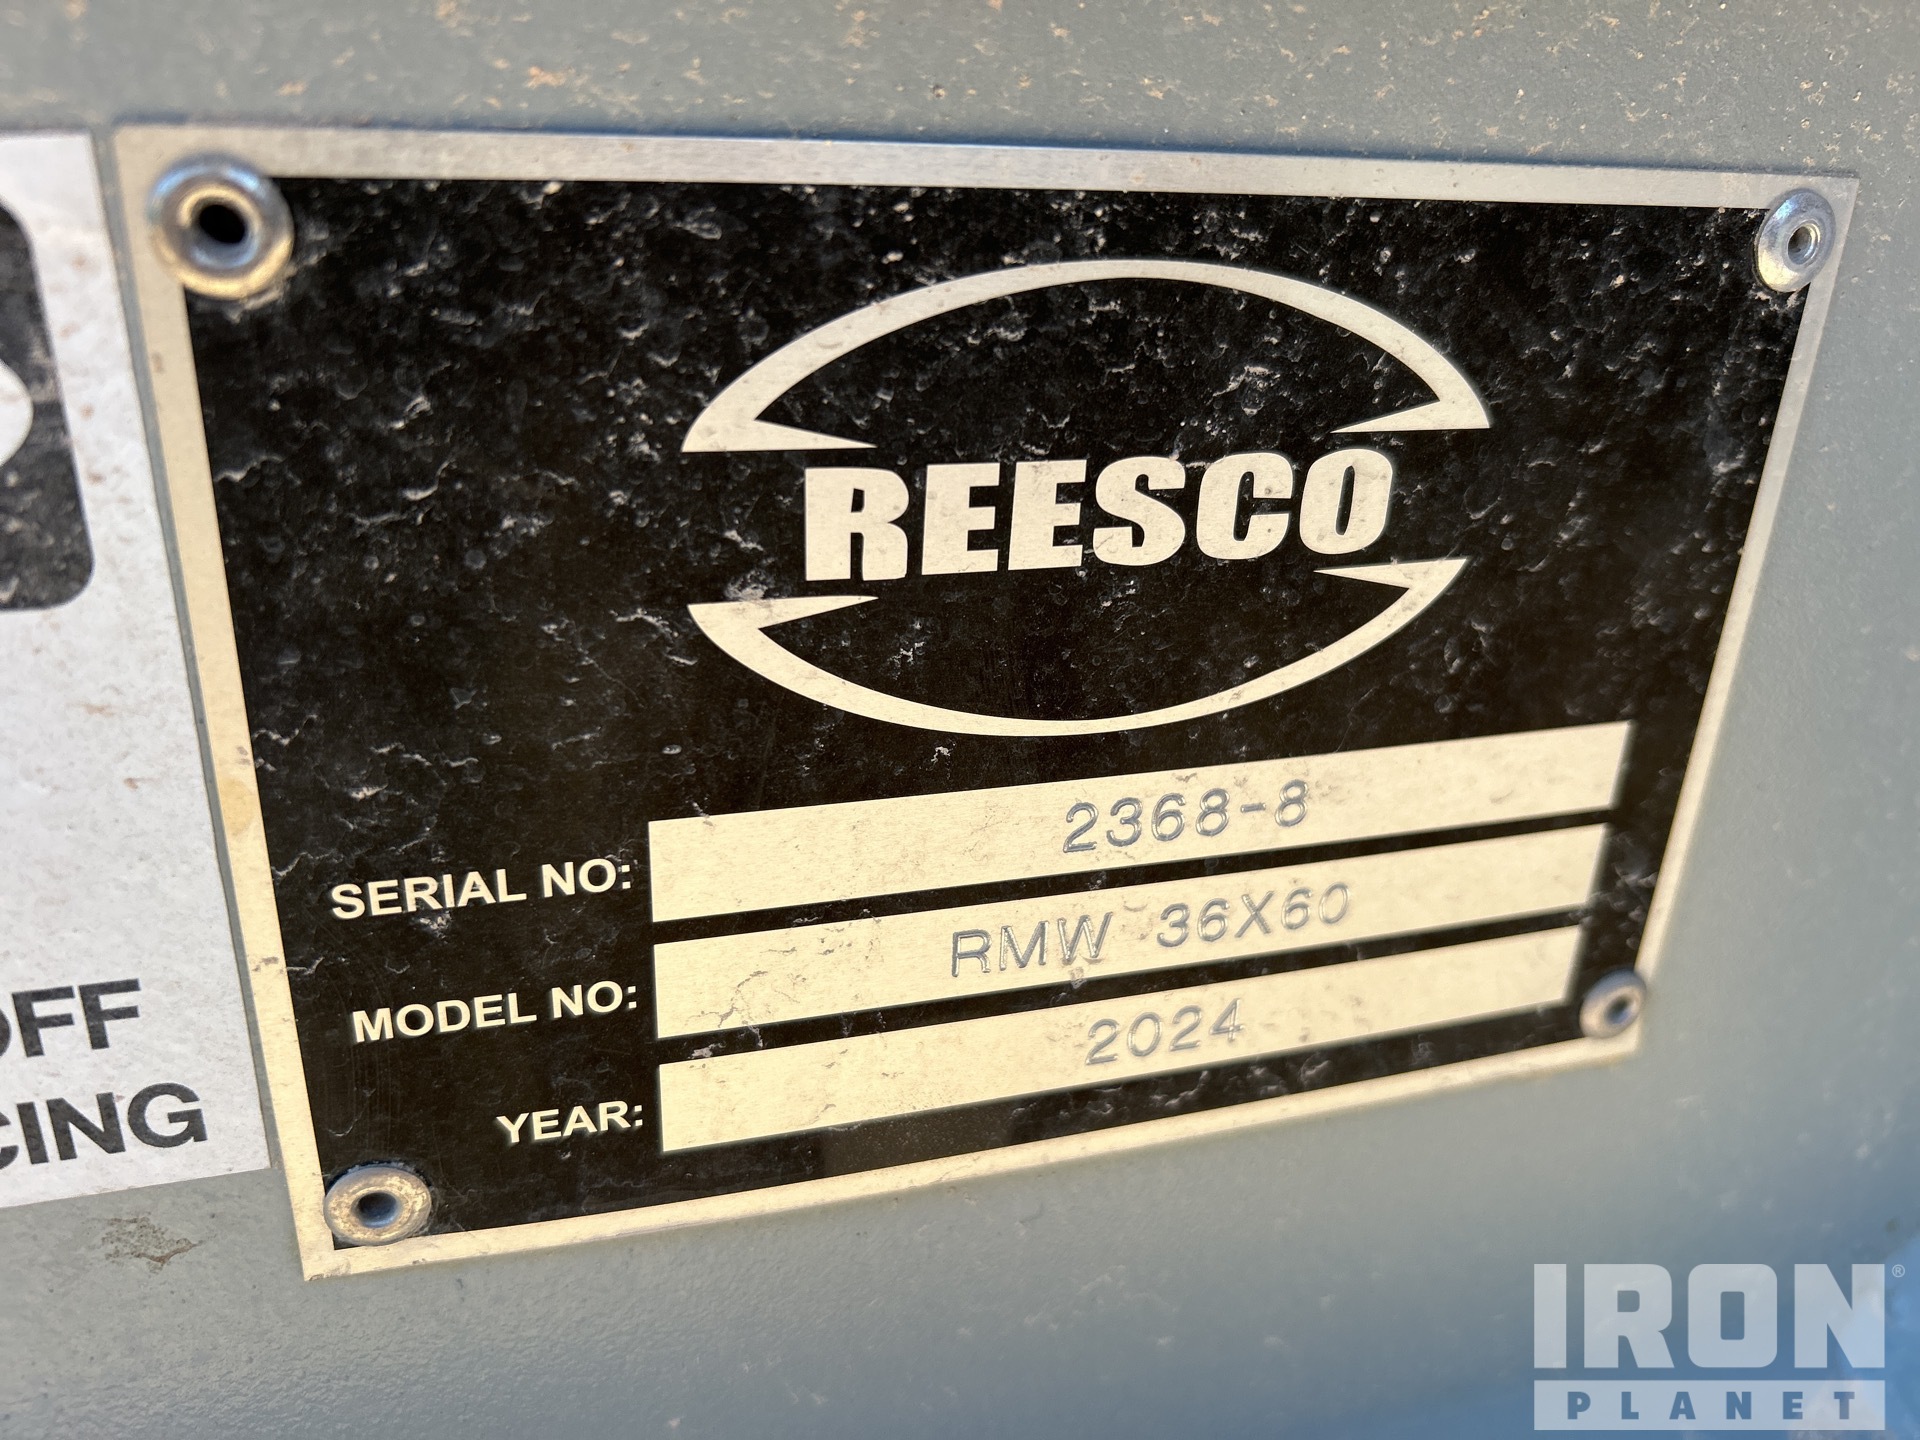 REESCO
SERIAL NO: 2368-8
MODEL NO: RMW 36X60
YEAR: 2024
OFF
CING
IRON®
PLANET